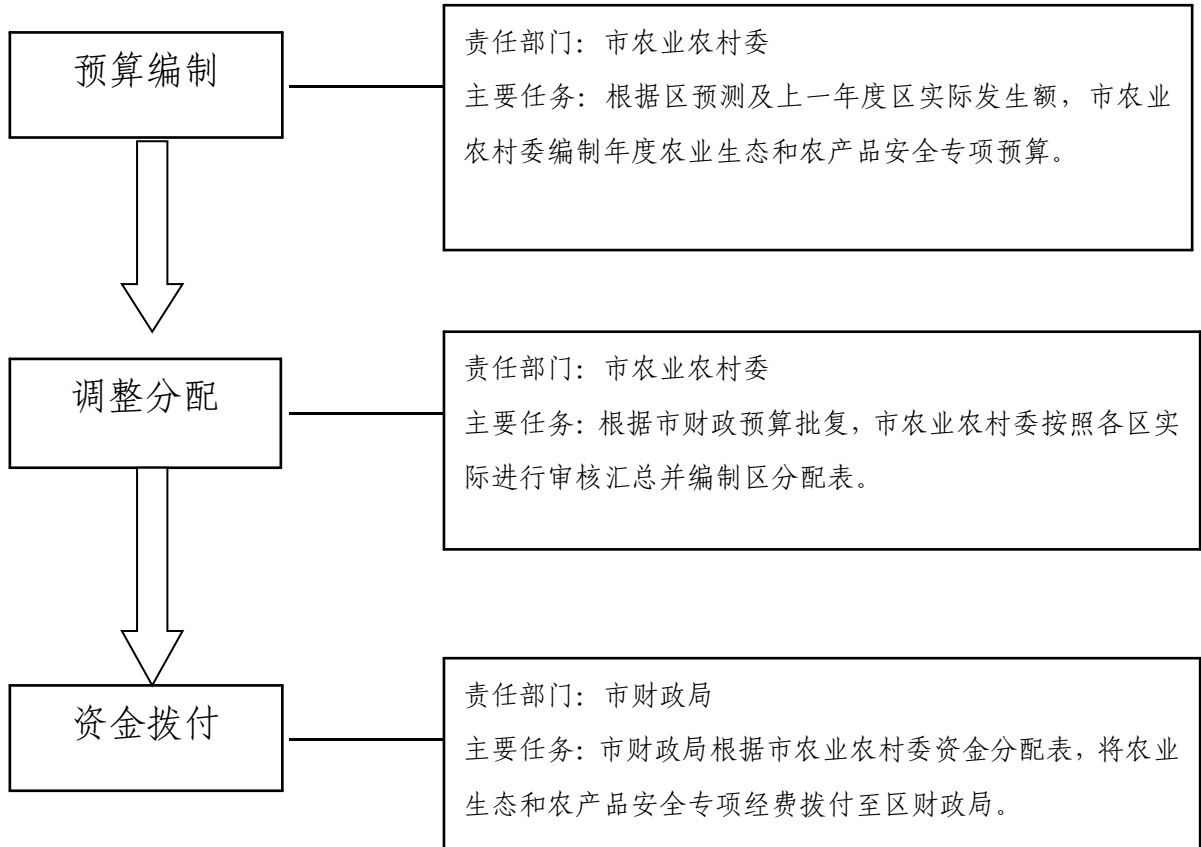 预算编制
责任部门：市农业农村委
主要任务：根据区预测及上一年度区实际发生额，市农业
农村委编制年度农业生态和农产品安全专项预算。
调整分配
责任部门：市农业农村委
主要任务：根据市财政预算批复，市农业农村委按照各区实
际进行审核汇总并编制区分配表。
资金拨付
责任部门：市财政局
主要任务：市财政局根据市农业农村委资金分配表，将农业
生态和农产品安全专项经费拨付至区财政局。